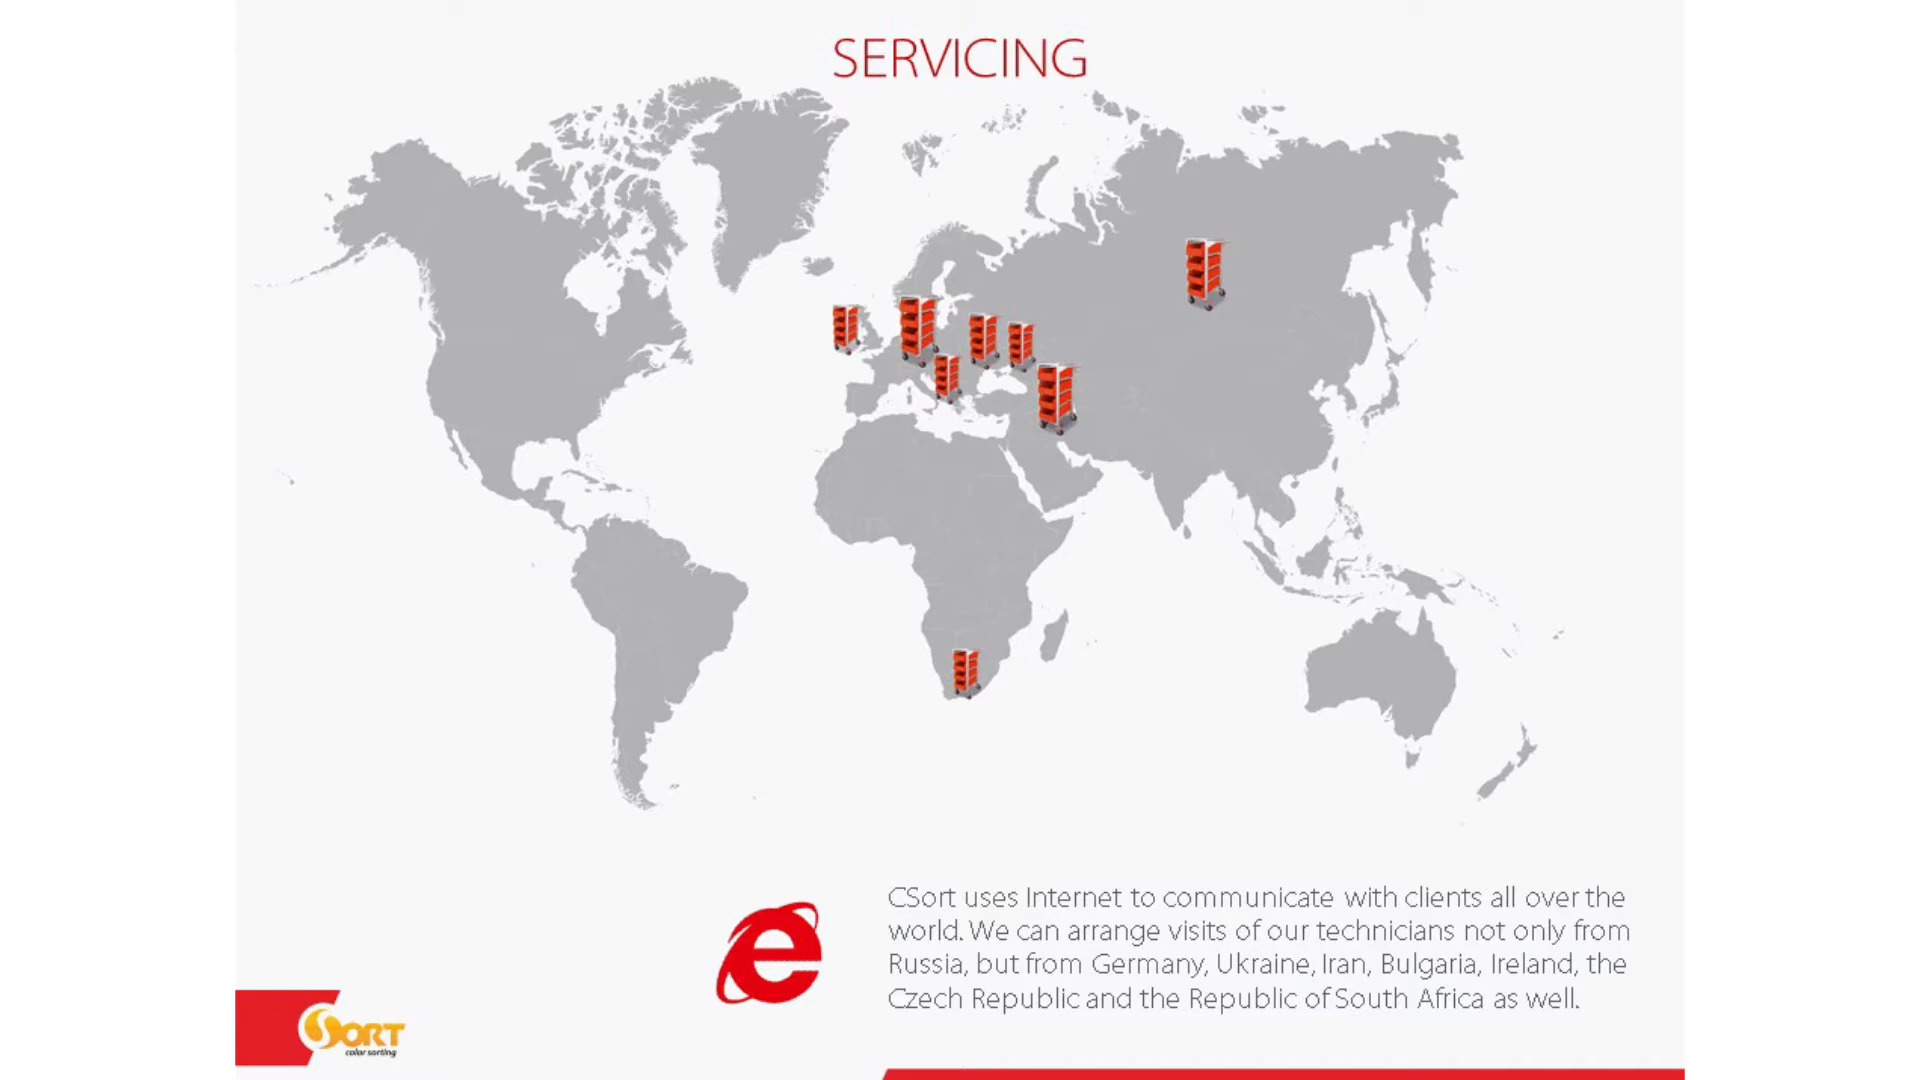 SERVICING
CSort uses Internet to communicate with clients all over the
world. We can arrange visits of our technicians not only from
Russia, but from Germany, Ukraine, Iran, Bulgaria, Ireland, the
Czech Republic and the Republic of South Africa as well.
SORT
color sorting